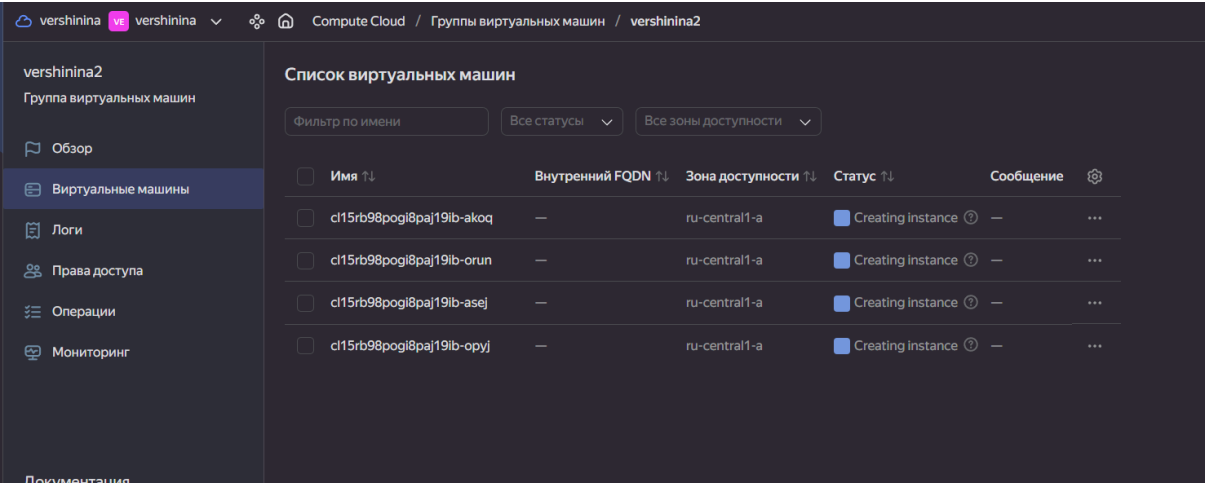 vershinina VE vershinina Compute Cloud / Группы виртуальных машин / vershinina2
vershinina2
Группа виртуальных машин
Обзор
Виртуальные машины
Логи
Права доступа
Операции
Мониторинг
Документация
Список виртуальных машин
Фильтр по имени Все статусы Все зоны доступности
Имя Внутренний FQDN Зона доступности Статус Сообщение
cl15rb98pogi8paj19ib-akoq — ru-central1-a Creating instance —
cl15rb98pogi8paj19ib-orun — ru-central1-a Creating instance —
cl15rb98pogi8paj19ib-asej — ru-central1-a Creating instance —
cl15rb98pogi8paj19ib-opyj — ru-central1-a Creating instance —